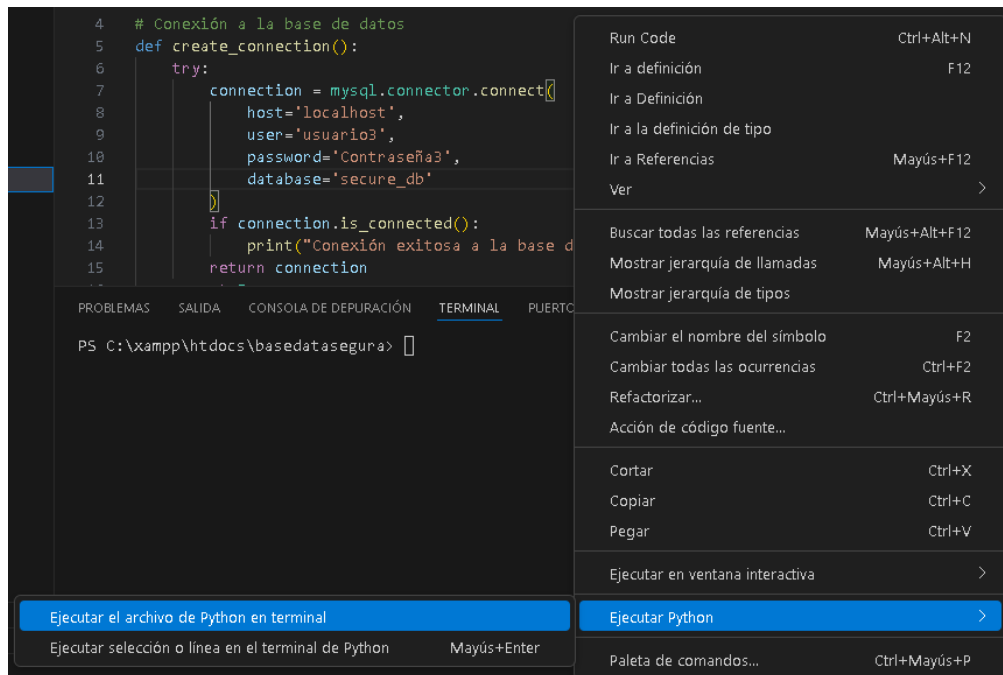 4 # Conexión a la base de datos
5 def create_connection():
6 try:
7 connection = mysql.connector.connect(
8 host='localhost',
9 user='usuario3',
10 password='Contraseña3',
11 database='secure_db'
12 )
13 if connection.is_connected():
14 print("Conexión exitosa a la base d
15 return connection
PROBLEMAS SALIDA CONSOLA DE DEPURACIÓN TERMINAL PUERTO
PS C:\xampp\htdocs\basedatasegura>
Run Code Ctrl+Alt+N
Ir a definición F12
Ir a Definición
Ir a la definición de tipo
Ir a Referencias Mayús+F12
Ver
Buscar todas las referencias Mayús+Alt+F12
Mostrar jerarquía de llamadas Mayús+Alt+H
Mostrar jerarquía de tipos
Cambiar el nombre del símbolo F2
Cambiar todas las ocurrencias Ctrl+F2
Refactorizar... Ctrl+Mayús+R
Acción de código fuente...
Cortar Ctrl+X
Copiar Ctrl+C
Pegar Ctrl+V
Ejecutar en ventana interactiva
Ejecutar Python
Paleta de comandos... Ctrl+Mayús+P
Ejecutar el archivo de Python en terminal
Ejecutar selección o línea en el terminal de Python Mayús+Enter